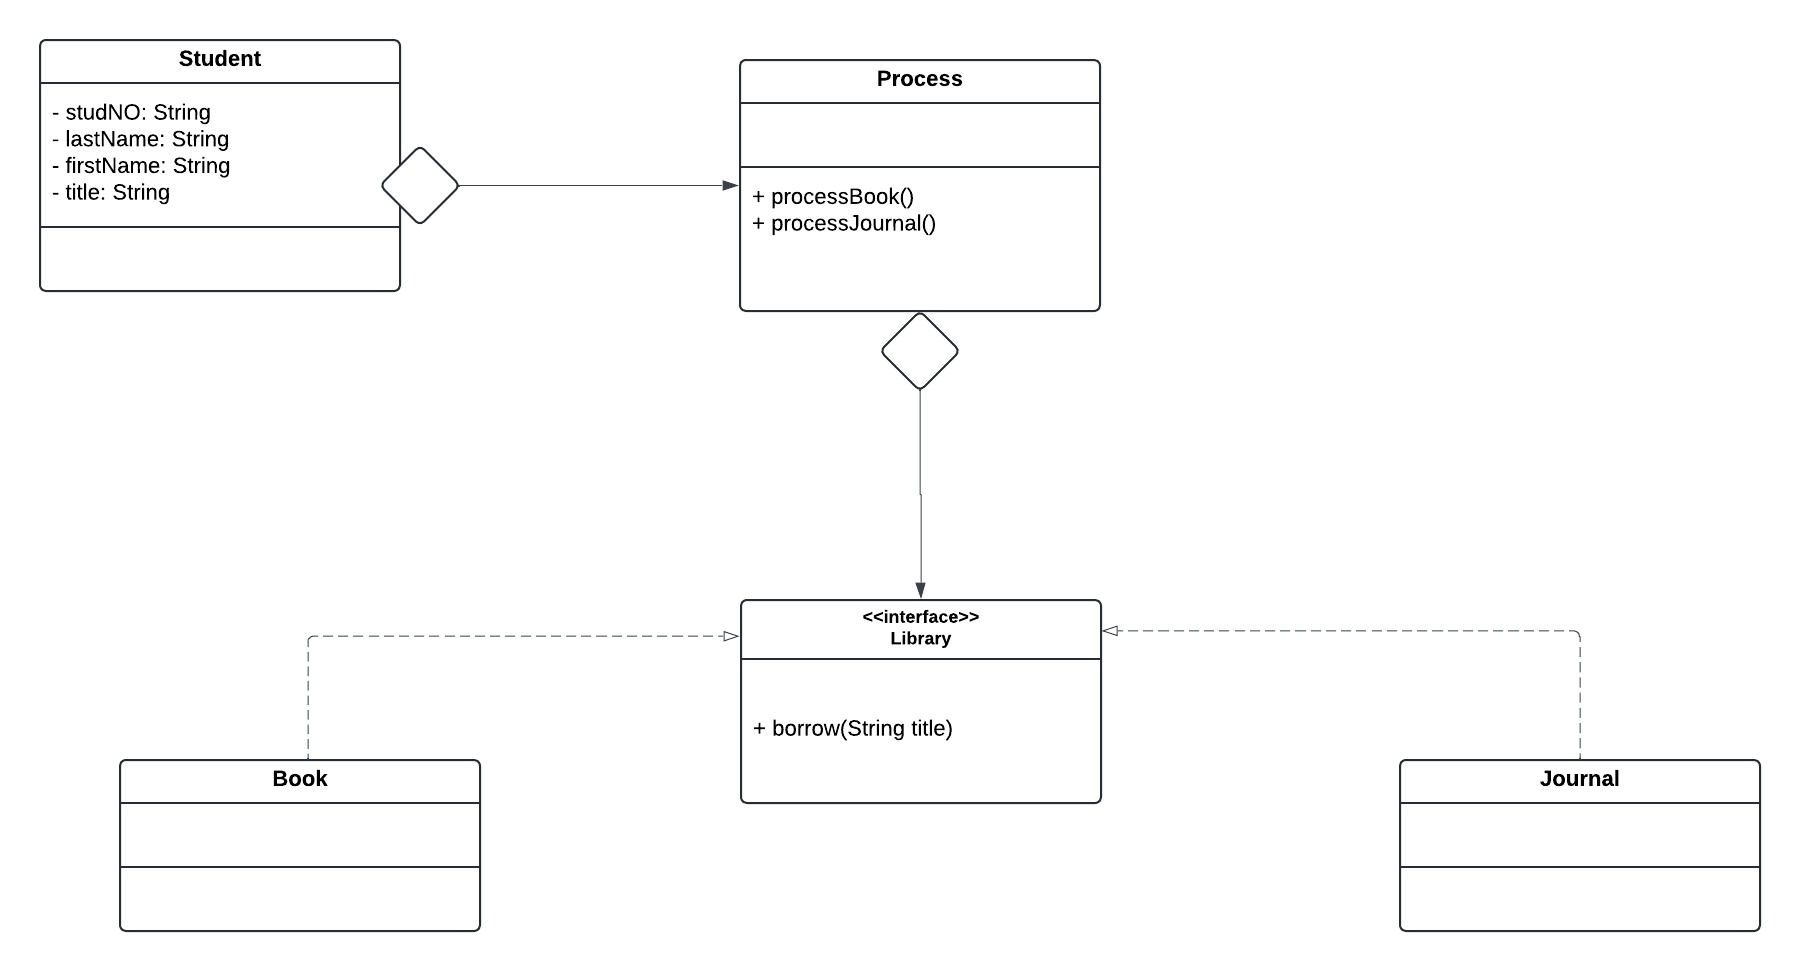 Student
- studNO: String
- lastName: String
- firstName: String
- title: String
Process
+ processBook()
+ processJournal()
<<interface>>
Library
+ borrow(String title)
Book
Journal